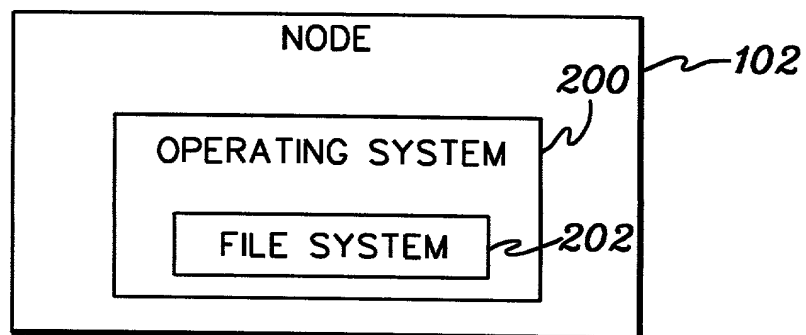 NODE
102
200
OPERATING SYSTEM
FILE SYSTEM
202